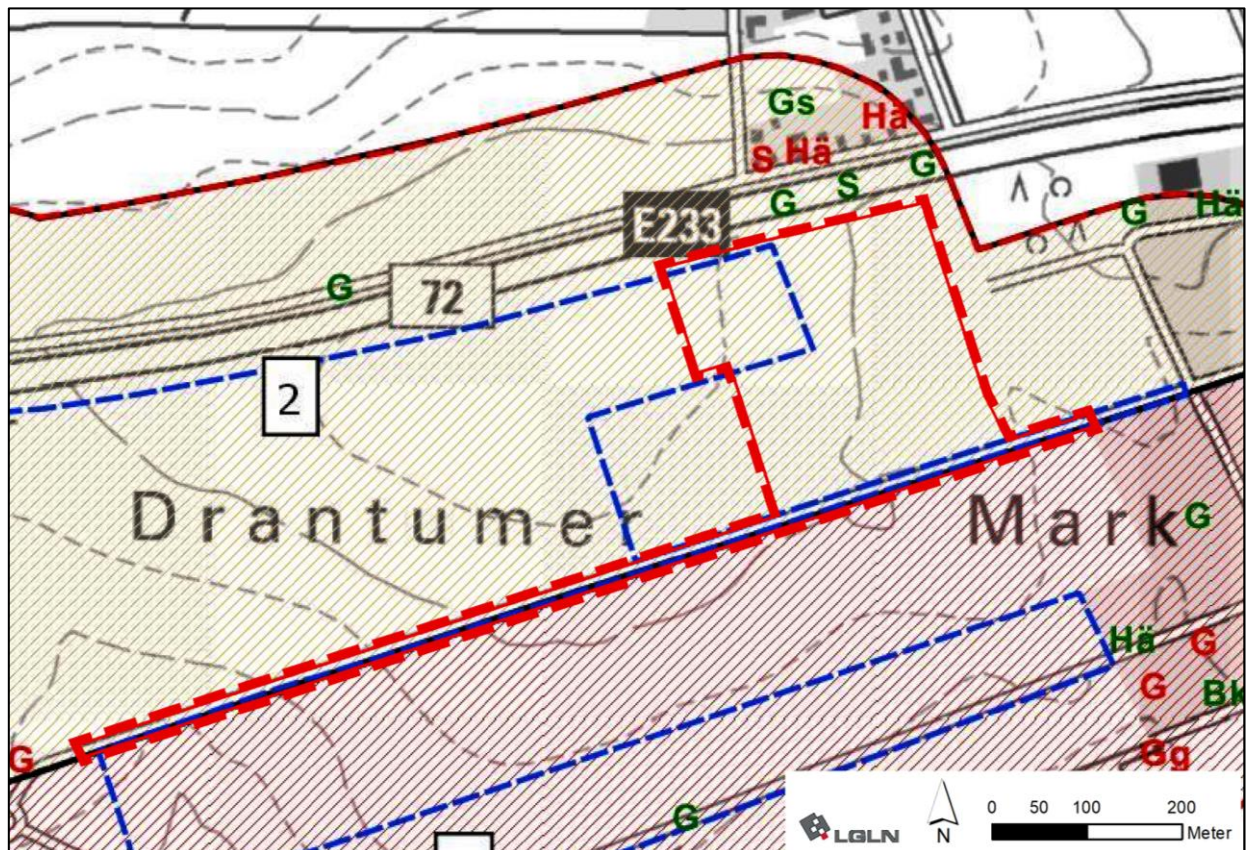 Gs
Hä
S Hä
G S G
G Hä
E233
G
72
2
Drantumer Mark
G
Hä G
G
Bk
G
Gg
G
LGLN
N
0 50 100 200
Meter